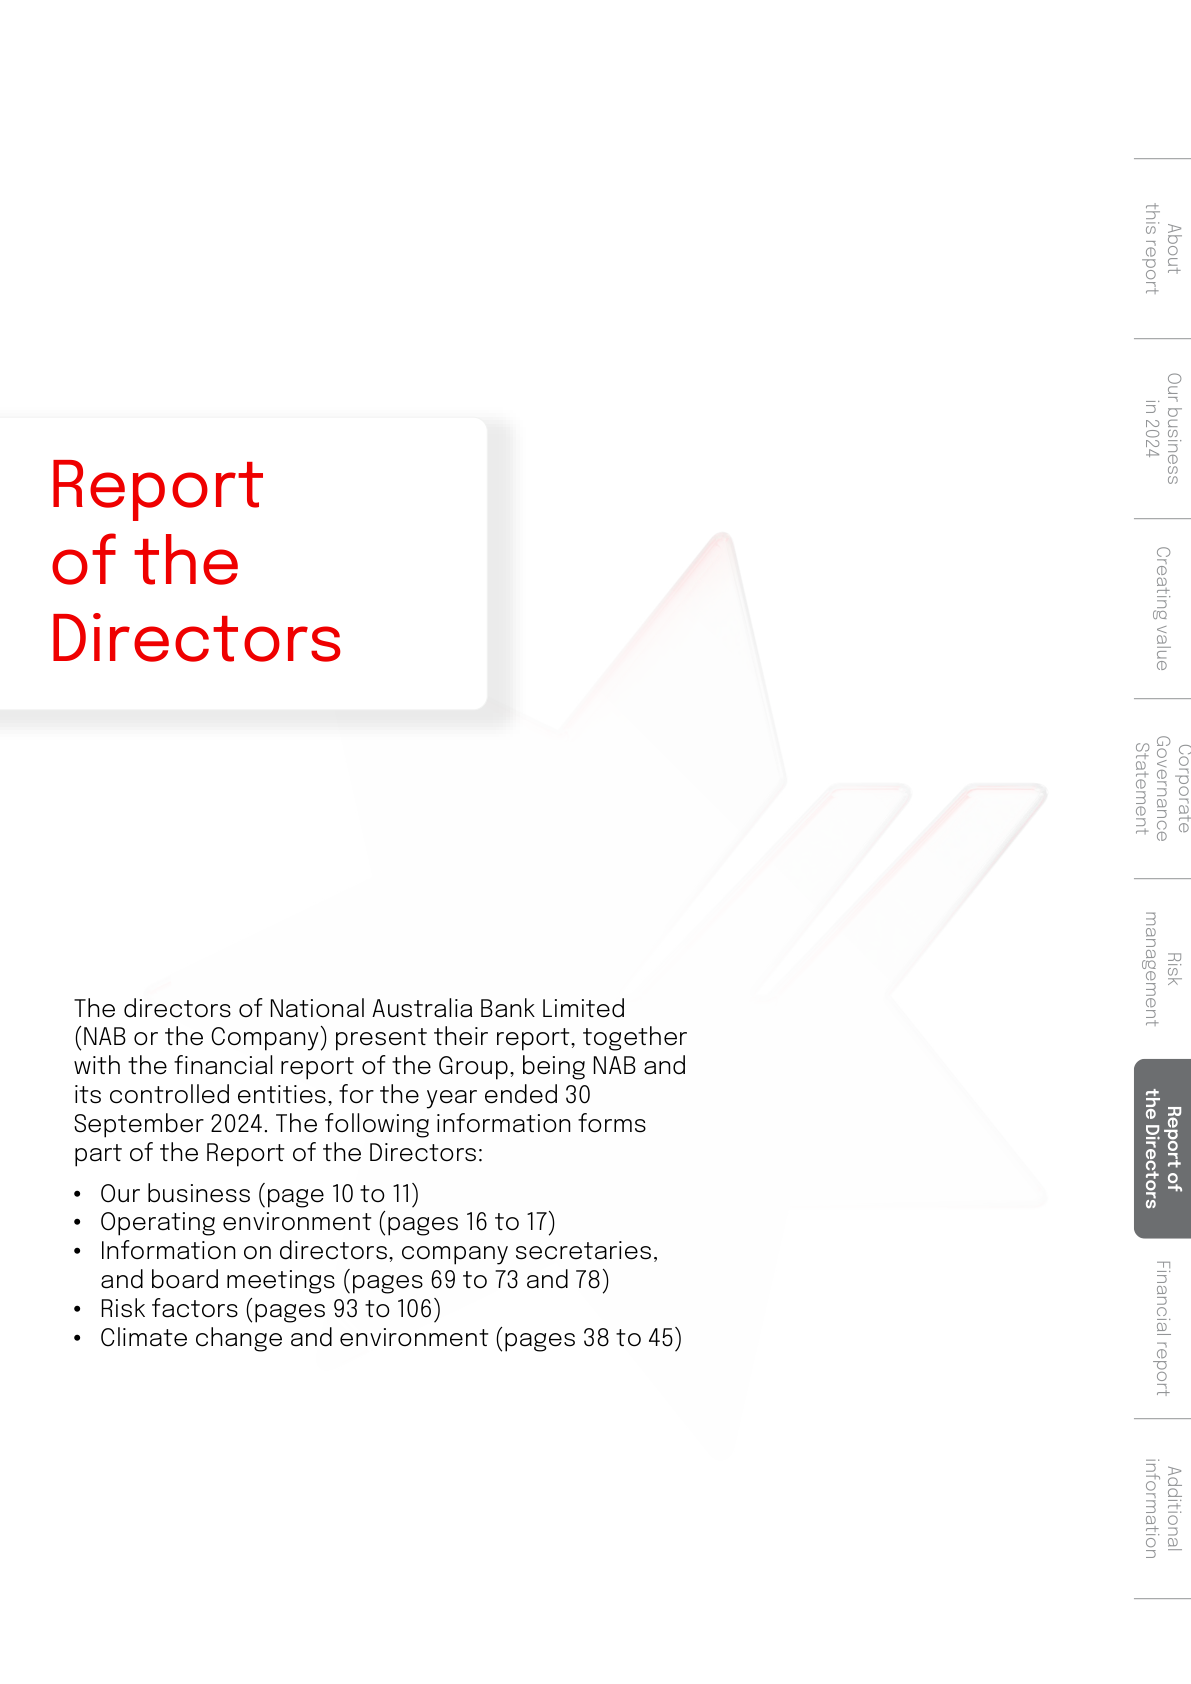 Report
of the
Directors
The directors of National Australia Bank Limited
(NAB or the Company) present their report, together
with the financial report of the Group, being NAB and
its controlled entities, for the year ended 30
September 2024. The following information forms
part of the Report of the Directors:
• Our business (page 10 to 11)
• Operating environment (pages 16 to 17)
• Information on directors, company secretaries,
and board meetings (pages 69 to 73 and 78)
• Risk factors (pages 93 to 106)
• Climate change and environment (pages 38 to 45)
About
this report
Our business
in 2024
Creating value
Corporate
Governance
Statement
Risk
management
Report of
the Directors
Financial report
Additional
information